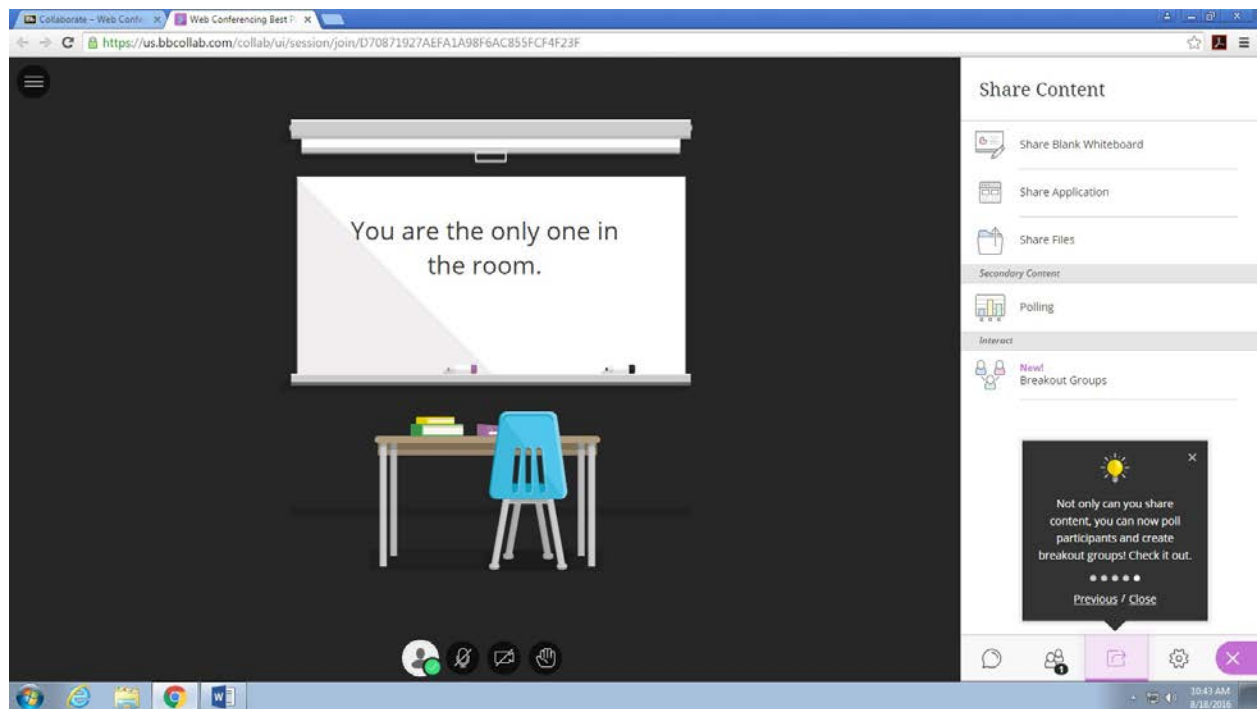 Collaborate – Web Confe
Web Conferencing Best P
https://us.bbcollab.com/collab/ui/session/join/D70871927AEFA1A98F6AC855FCF4F23F
You are the only one in
the room.
Share Content
Share Blank Whiteboard
Share Application
Share Files
Secondary Content
Polling
Interact
New!
Breakout Groups
Not only can you share
content, you can now poll
participants and create
breakout groups! Check it out.
Previous / Close
1
10:43 AM
8/18/2016